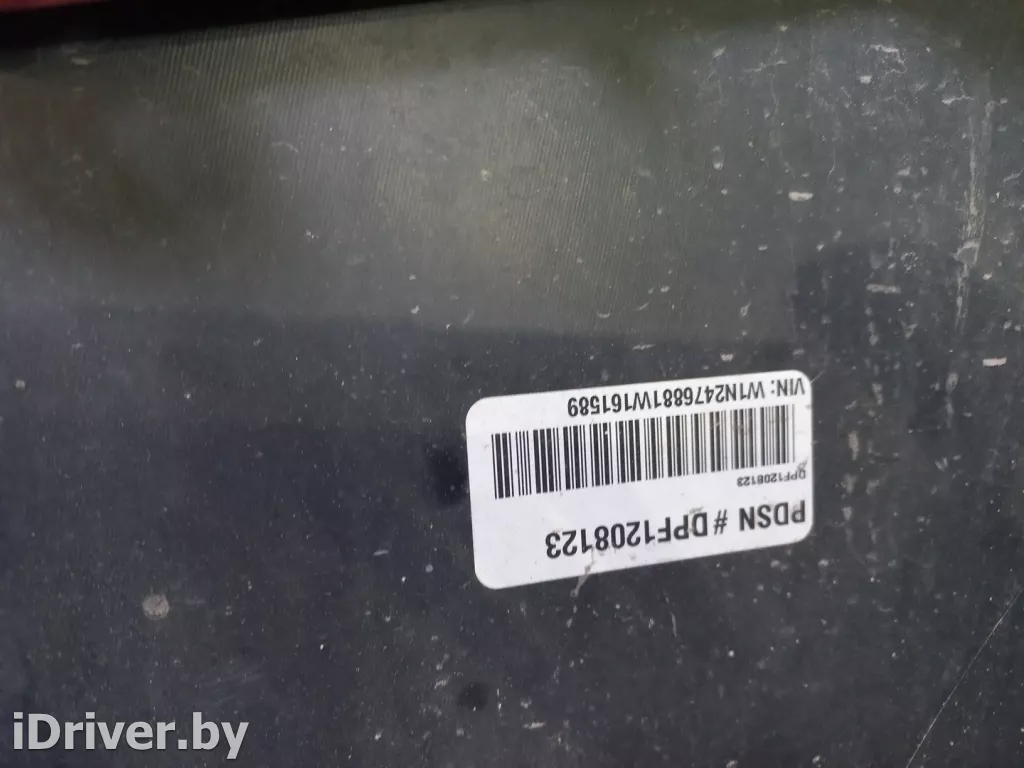 PDSN # DPF1208123
DPF1208123
VIN: W1N2476881W161589
iDriver.by